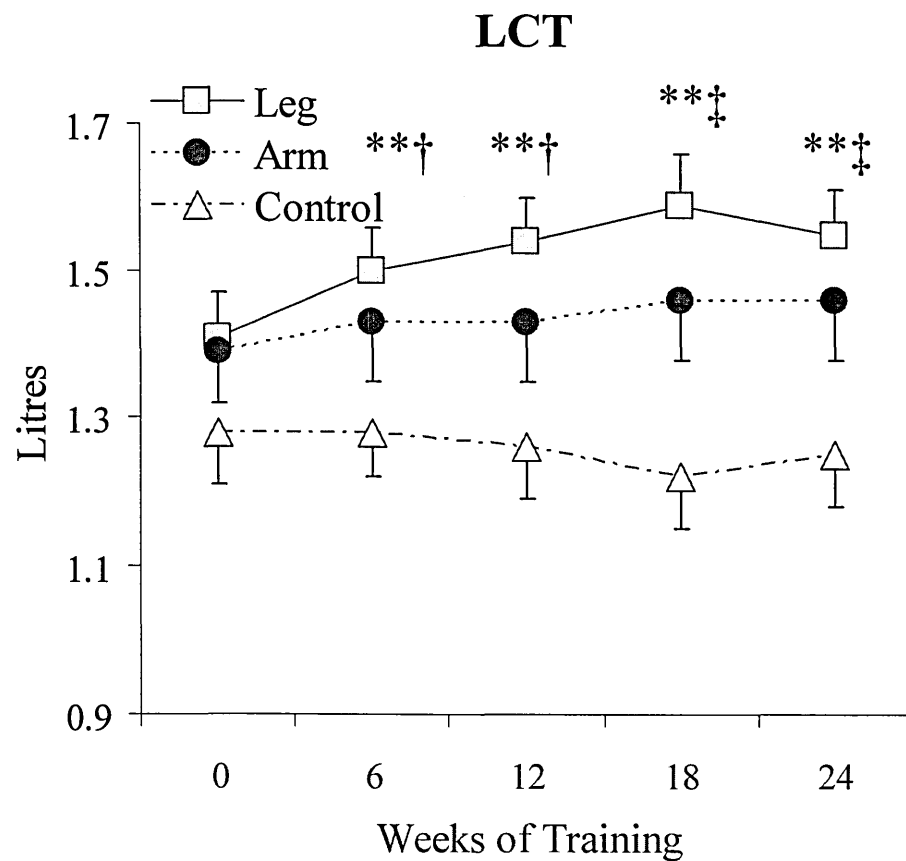 LCT
Leg
Arm
Control
**†
**†
**‡
**‡
1.7
1.5
1.3
1.1
0.9
Litres
0 6 12 18 24
Weeks of Training